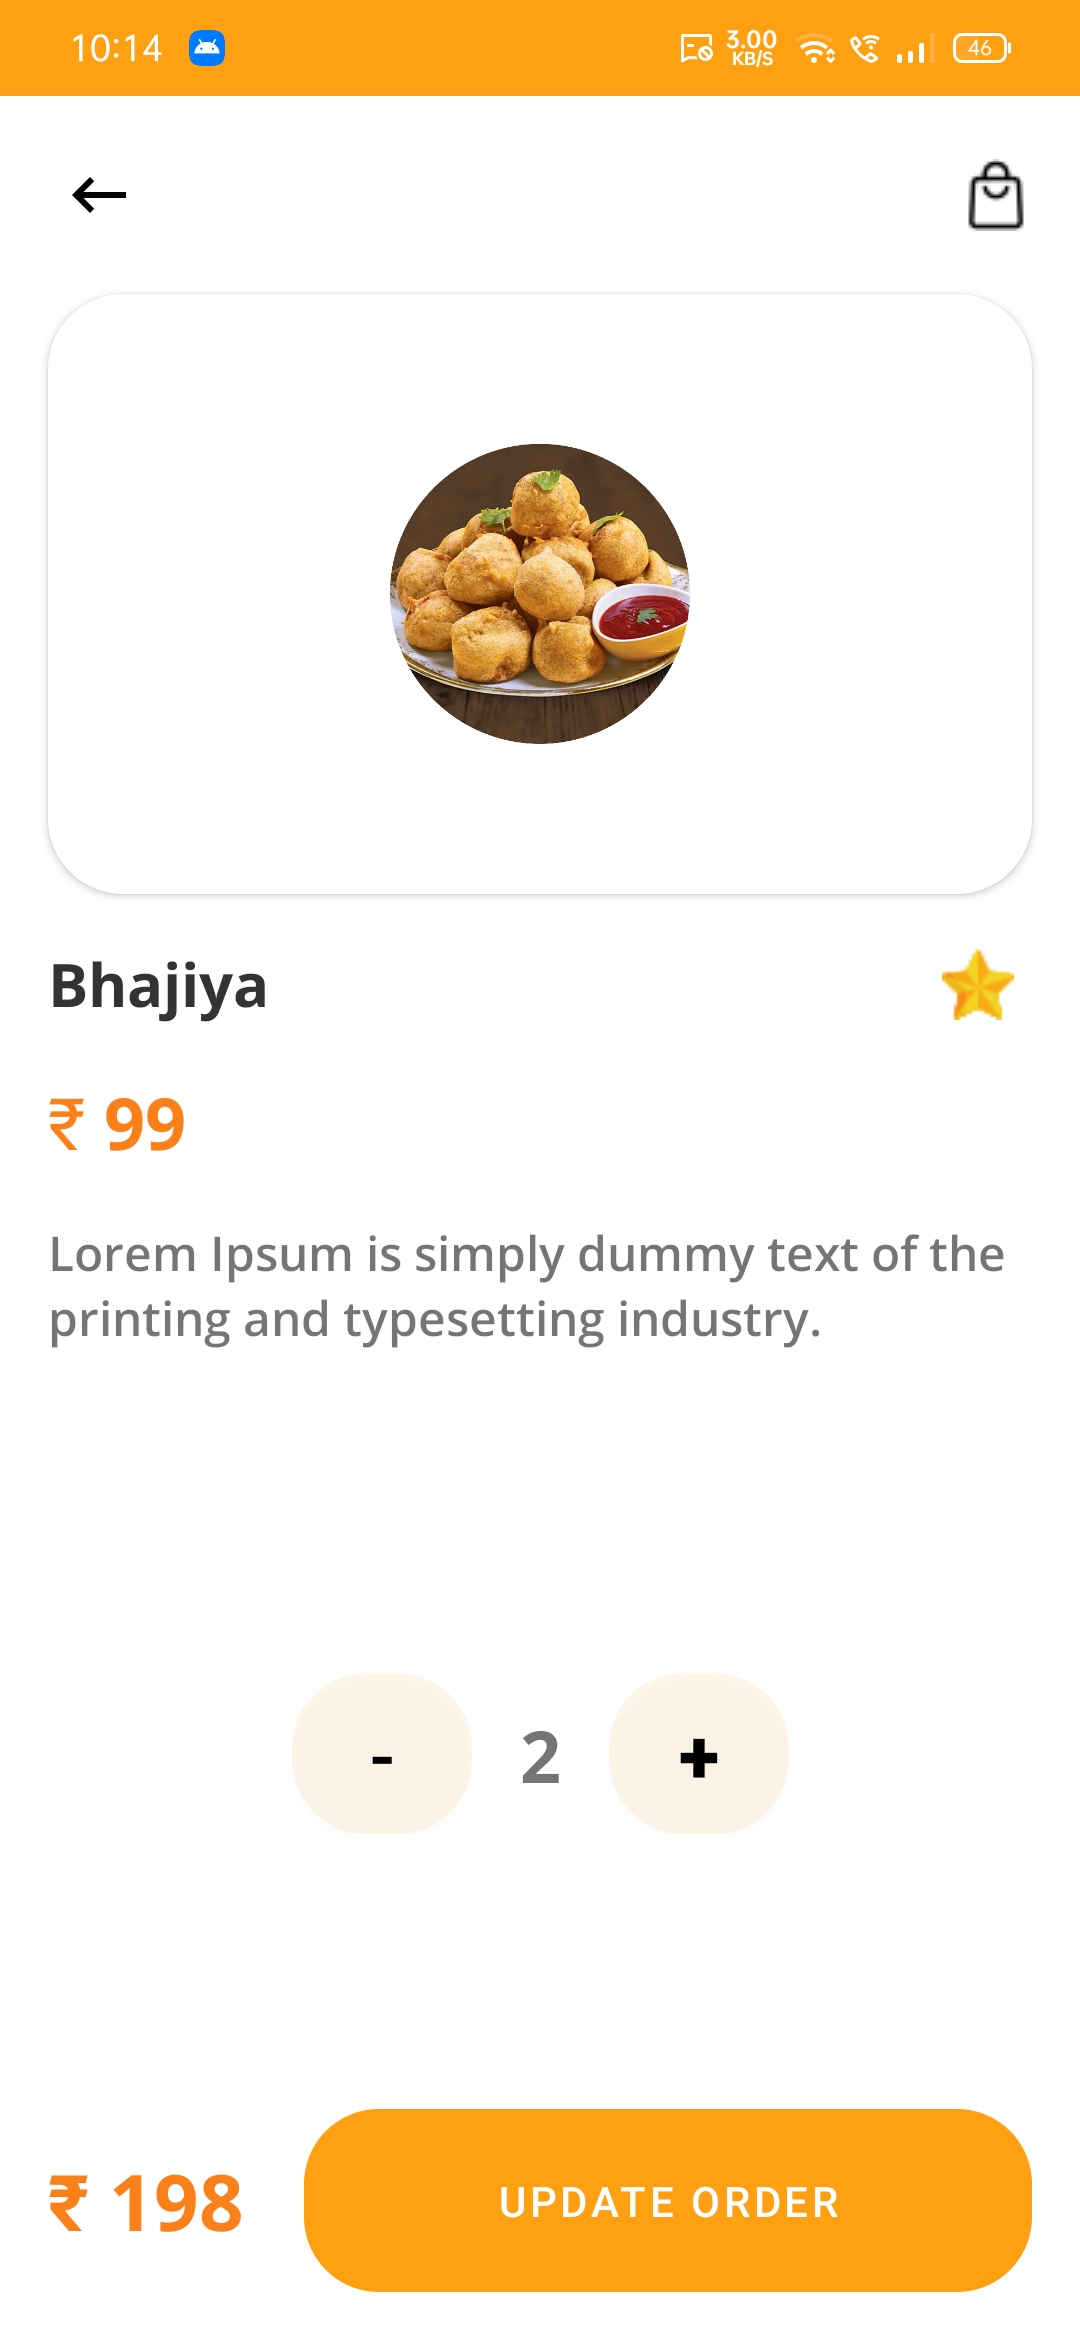 10:14
3.00
KB/S
46
Bhajiya
₹ 99
Lorem Ipsum is simply dummy text of the
printing and typesetting industry.
- 2 +
₹ 198 UPDATE ORDER